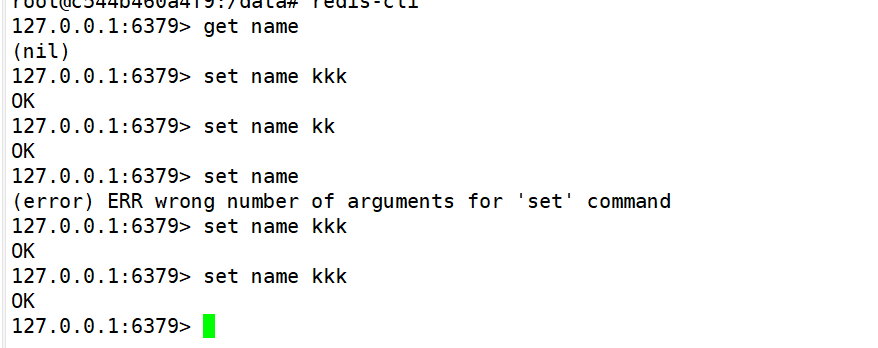 root@c544b460a4f9:/data# redis-cli
127.0.0.1:6379> get name
(nil)
127.0.0.1:6379> set name kkk
OK
127.0.0.1:6379> set name kk
OK
127.0.0.1:6379> set name
(error) ERR wrong number of arguments for 'set' command
127.0.0.1:6379> set name kkk
OK
127.0.0.1:6379> set name kkk
OK
127.0.0.1:6379>